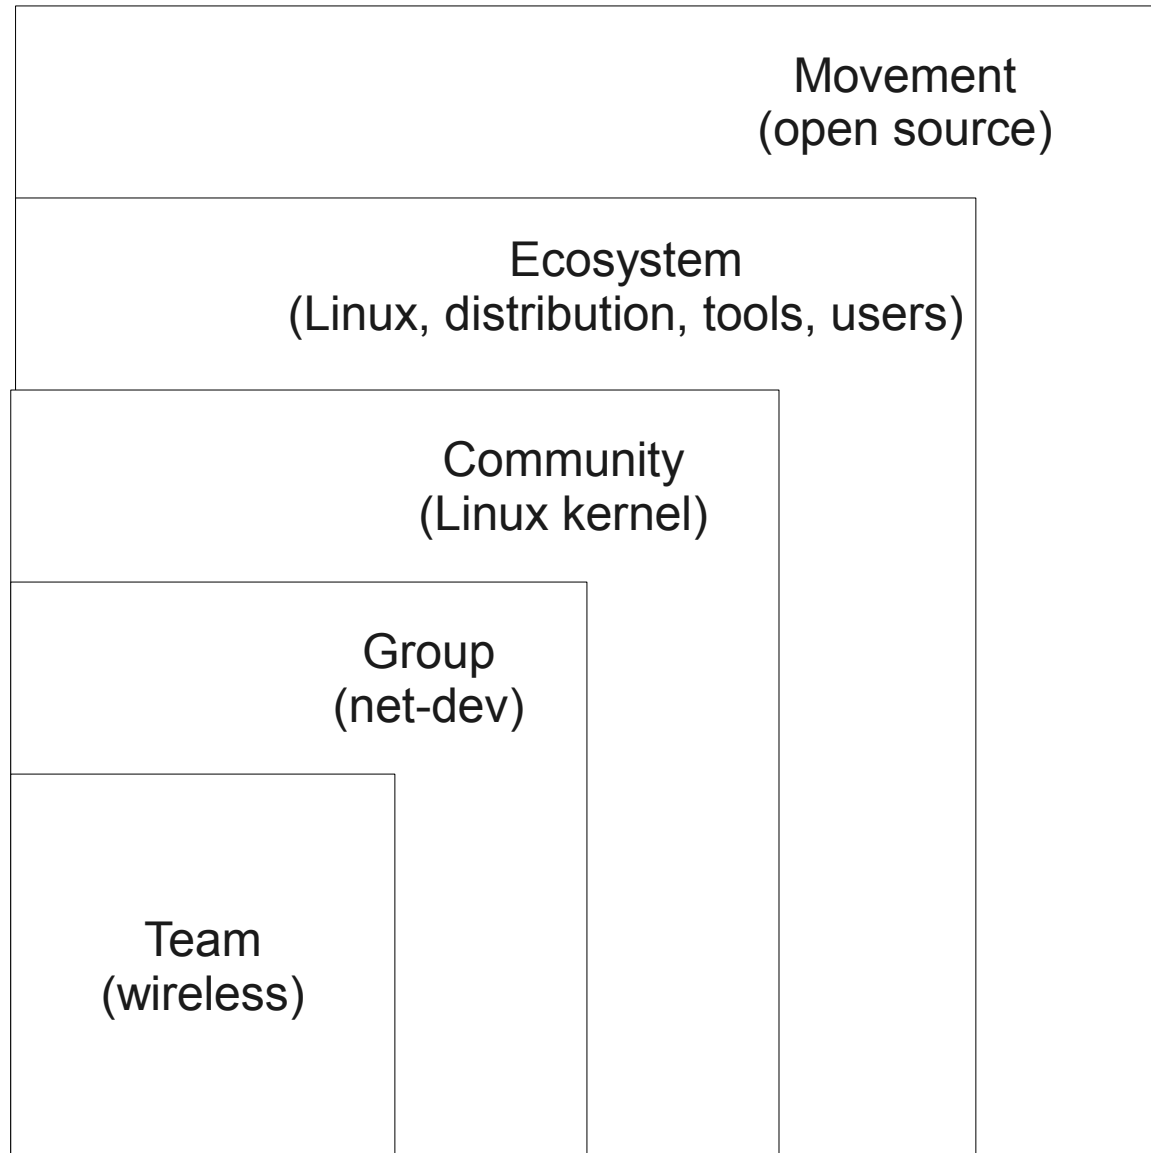 Movement
(open source)
Ecosystem
(Linux, distribution, tools, users)
Community
(Linux kernel)
Group
(net-dev)
Team
(wireless)